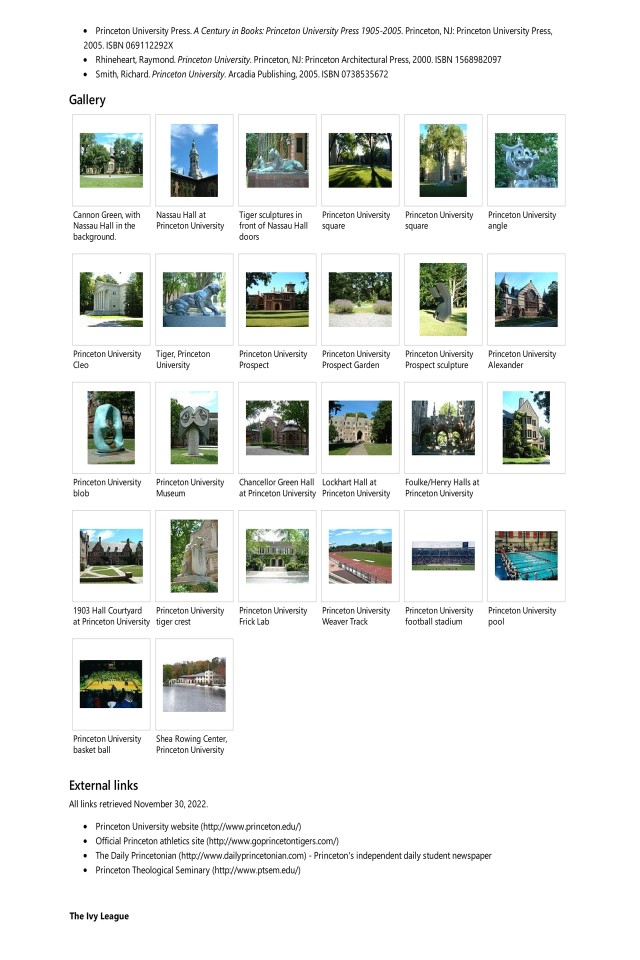 • Princeton University Press. A Century in Books: Princeton University Press 1905-2005. Princeton, NJ: Princeton University Press,
2005. ISBN 069112292X
• Rhineheart, Raymond. Princeton University. Princeton, NJ: Princeton Architectural Press, 2000. ISBN 1568982097
• Smith, Richard. Princeton University. Arcadia Publishing, 2005. ISBN 0738535672
Gallery
Cannon Green, with
Nassau Hall in the
background.
Nassau Hall at
Princeton University
Tiger sculptures in
front of Nassau Hall
doors
Princeton University
square
Princeton University
square
Princeton University
angle
Princeton University
Cleo
Tiger, Princeton
University
Princeton University
Prospect
Princeton University
Prospect Garden
Princeton University
Prospect sculpture
Princeton University
Alexander
Princeton University
blob
Princeton University
Museum
Chancellor Green Hall
at Princeton University
Lockhart Hall at
Princeton University
Foulke/Henry Halls at
Princeton University
1903 Hall Courtyard
at Princeton University
Princeton University
tiger crest
Princeton University
Frick Lab
Princeton University
Weaver Track
Princeton University
football stadium
Princeton University
pool
Princeton University
basket ball
Shea Rowing Center,
Princeton University
External links
All links retrieved November 30, 2022.
• Princeton University website (http://www.princeton.edu/)
• Official Princeton athletics site (http://www.goprincetontigers.com/)
• The Daily Princetonian (http://www.dailyprincetonian.com) - Princeton's independent daily student newspaper
• Princeton Theological Seminary (http://www.ptsem.edu/)
The Ivy League